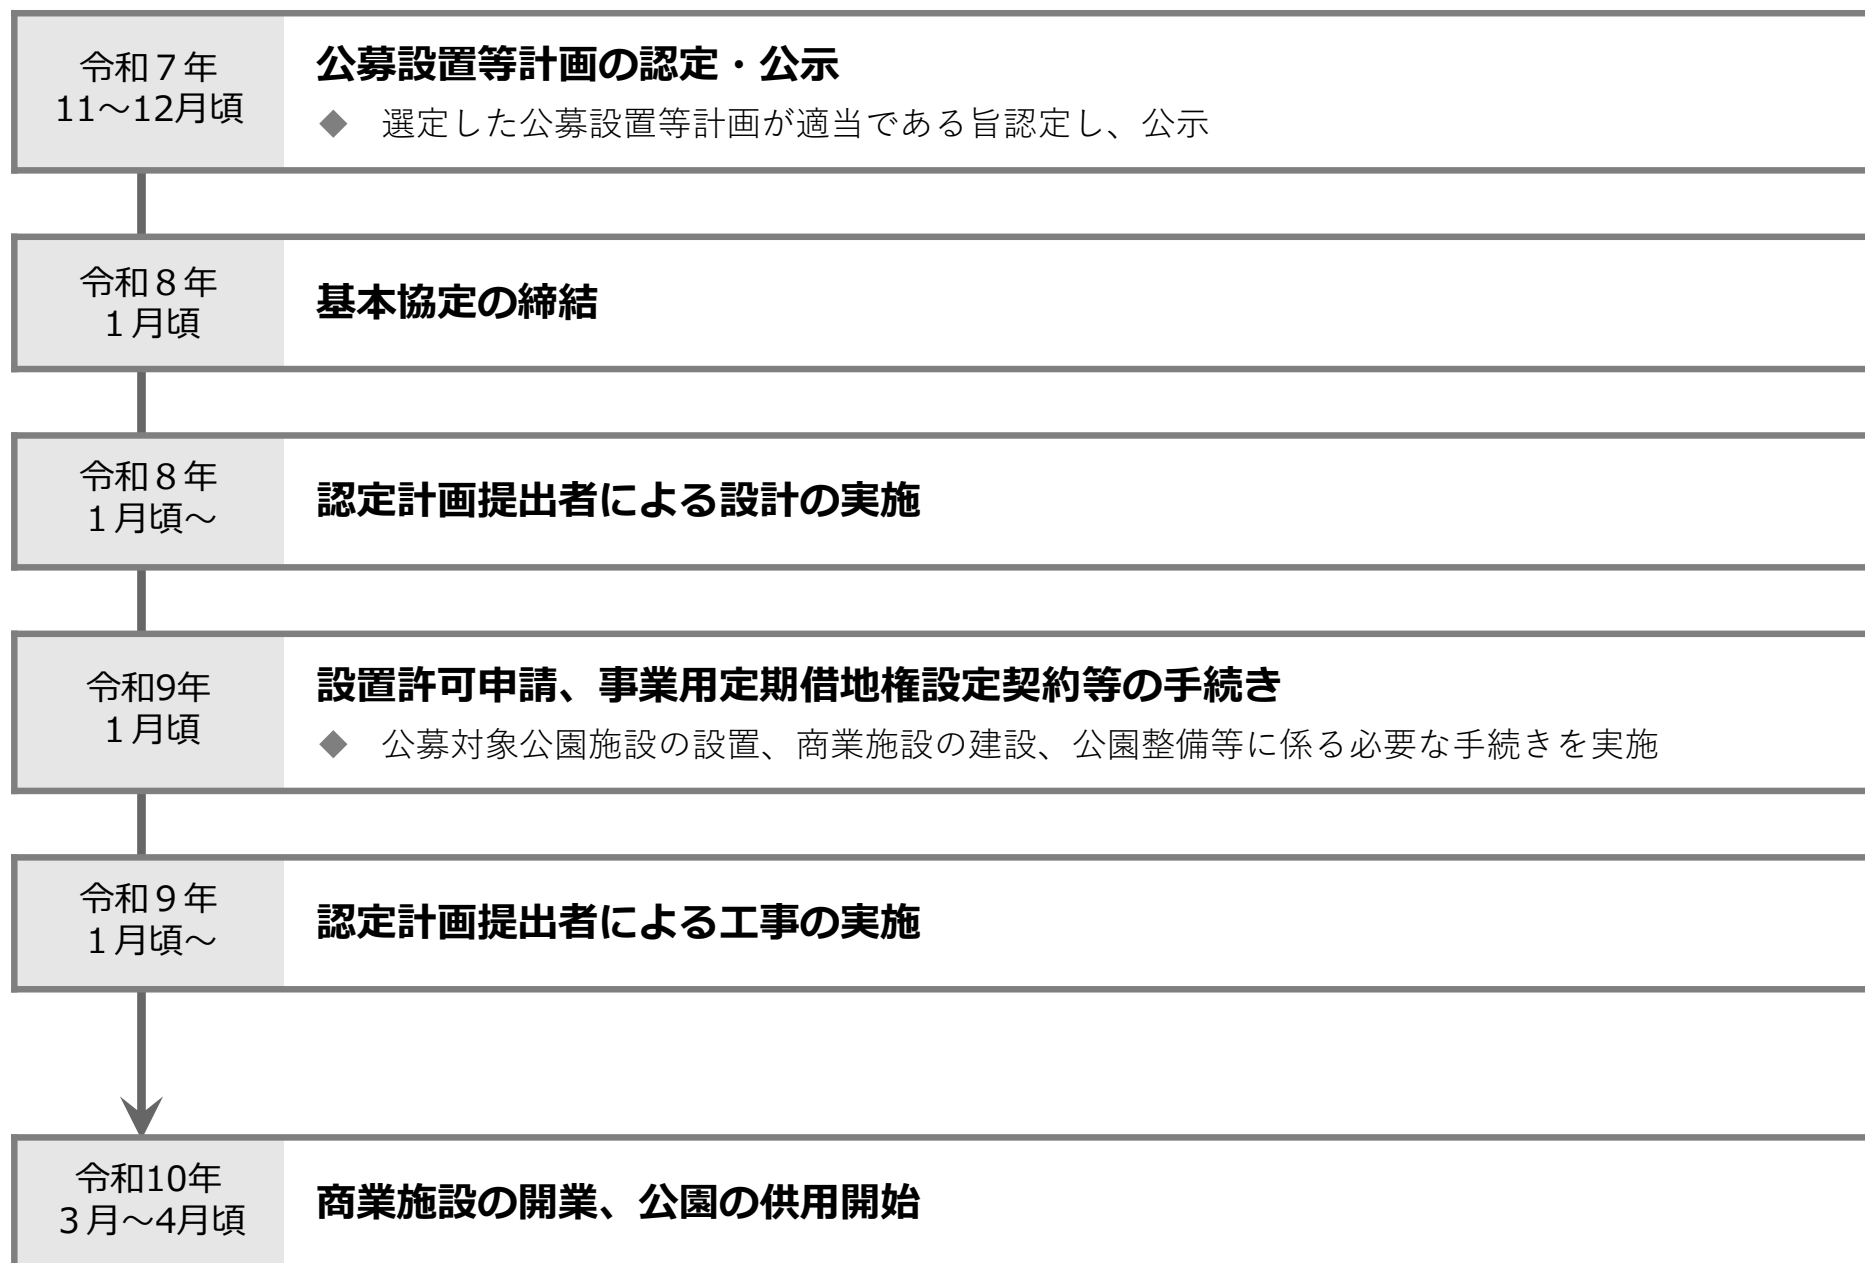 令和７年
11～12月頃
公募設置等計画の認定・公示
◆ 選定した公募設置等計画が適当である旨認定し、公示
令和８年
１月頃
基本協定の締結
令和８年
１月頃～
認定計画提出者による設計の実施
令和9年
１月頃
設置許可申請、事業用定期借地権設定契約等の手続き
◆ 公募対象公園施設の設置、商業施設の建設、公園整備等に係る必要な手続きを実施
令和９年
１月頃～
認定計画提出者による工事の実施
令和10年
３月～4月頃
商業施設の開業、公園の供用開始